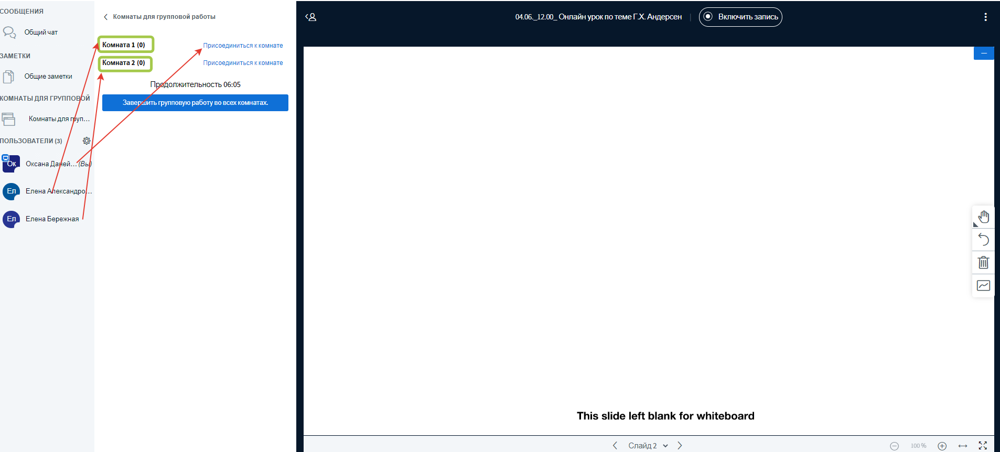 СООБЩЕНИЯ
Общий чат
ЗАМЕТКИ
Общие заметки
КОМНАТЫ ДЛЯ ГРУППОВОЙ
Комнаты для груп...
ПОЛЬЗОВАТЕЛИ (3)
Ок
Оксана Даней... (Вы)
Ел
Елена Александро...
Ел
Елена Бережная
Комнаты для групповой работы
Комната 1 (0)
Присоединиться к комнате
Комната 2 (0)
Присоединиться к комнате
Продолжительность 06:05
Завершить групповую работу во всех комнатах.
04.06._12.00_ Онлайн урок по теме Г.Х. Андерсен
Включить запись
This slide left blank for whiteboard
Слайд 2
100 %